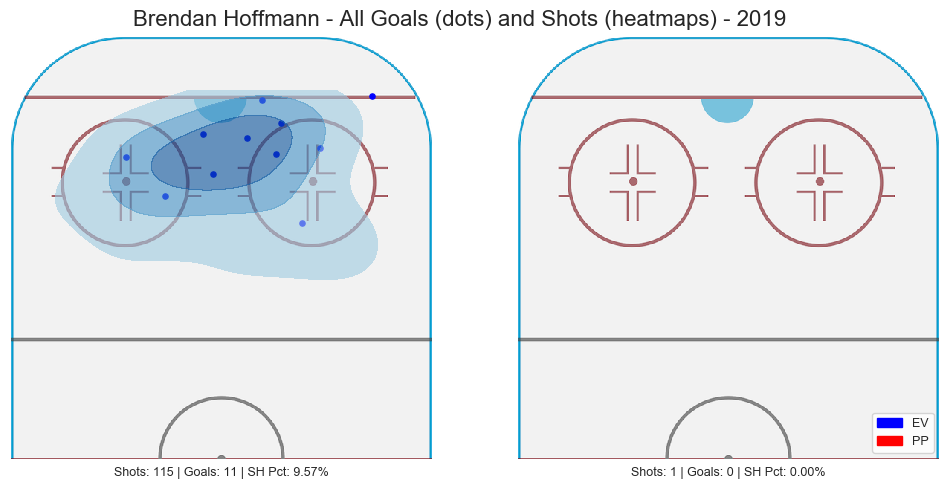 Brendan Hoffmann - All Goals (dots) and Shots (heatmaps) - 2019
EV
PP
Shots: 115 | Goals: 11 | SH Pct: 9.57%
Shots: 1 | Goals: 0 | SH Pct: 0.00%